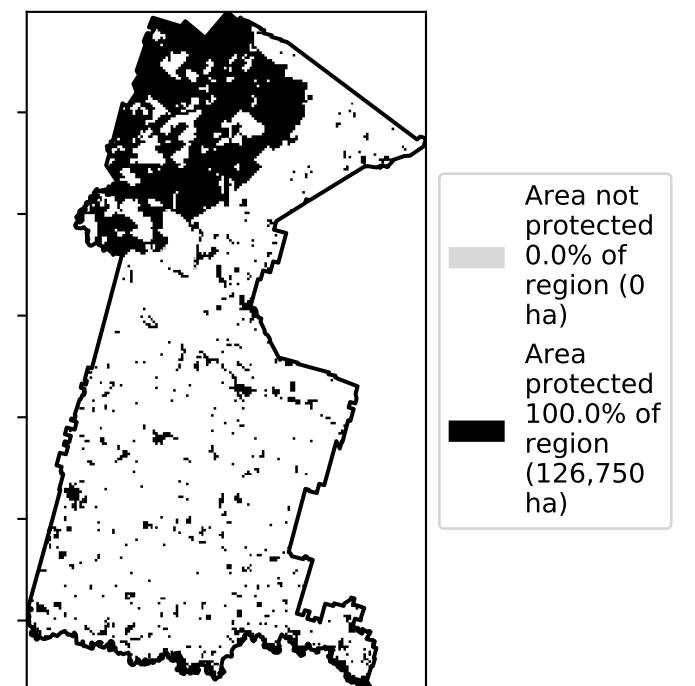 Area not
protected
0.0% of
region (0
ha)
Area
protected
100.0% of
region
(126,750
ha)